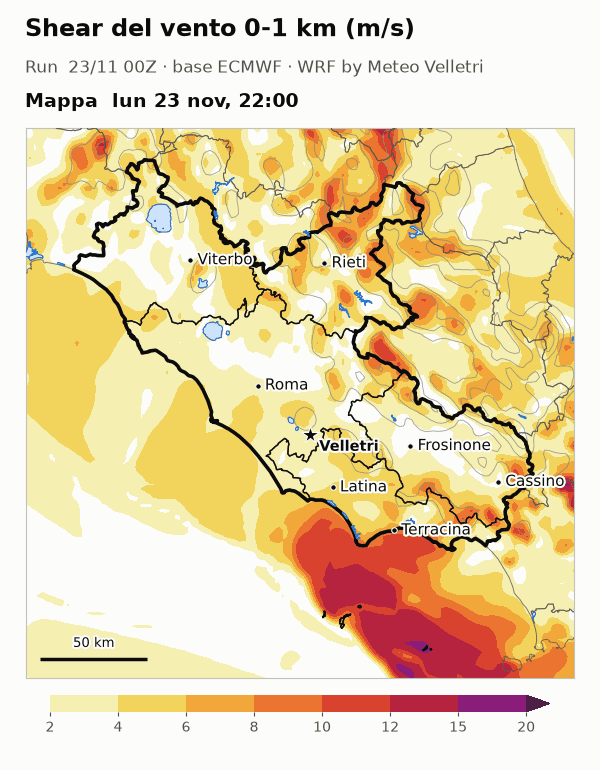 Shear del vento 0-1 km (m/s)
Run  23/11 00Z · base ECMWF · WRF by Meteo Velletri
Mappa  lun 23 nov, 22:00
Viterbo
Rieti
Roma
Velletri
Frosinone
Cassino
Latina
Terracina
50 km
2 4 6 8 10 12 15 20